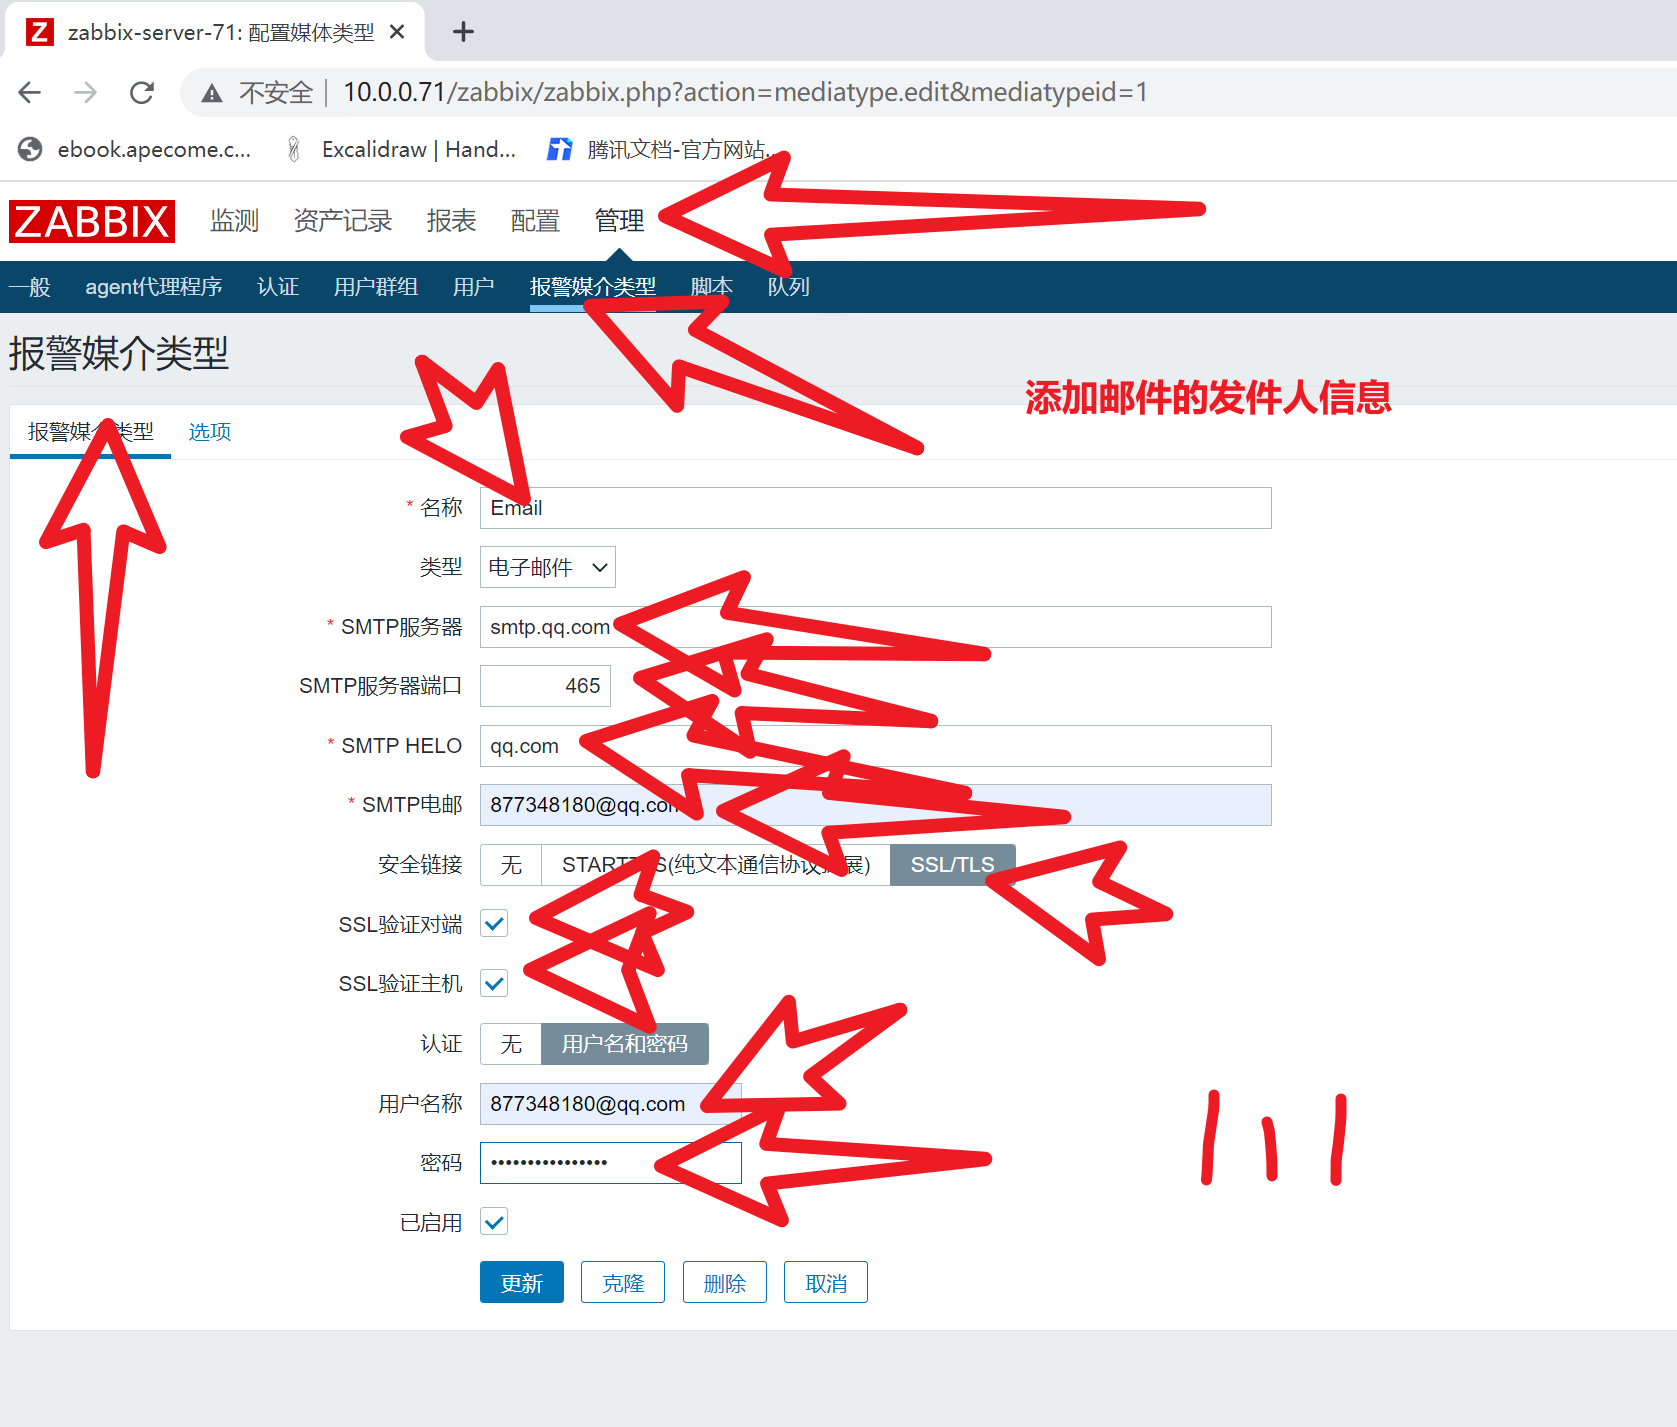 Z zabbix-server-71: 配置媒体类型
不安全 | 10.0.0.71/zabbix/zabbix.php?action=mediatype.edit&mediatypeid=1
ebook.apecome.c... Excalidraw | Hand... 腾讯文档-官方网站...
ZABBIX 监测 资产记录 报表 配置 管理
一般 agent代理程序 认证 用户群组 用户 报警媒介类型 脚本 队列
报警媒介类型
添加邮件的发件人信息
报警媒介类型 选项
* 名称 Email
类型 电子邮件
* SMTP服务器 smtp.qq.com
SMTP服务器端口 465
* SMTP HELO qq.com
* SMTP电邮 877348180@qq.com
安全链接 无 STARTTLS(纯文本通信协议扩展) SSL/TLS
SSL验证对端
SSL验证主机
认证 无 用户名和密码
用户名称 877348180@qq.com
密码 ••••••••••••••••
已启用
更新 克隆 删除 取消